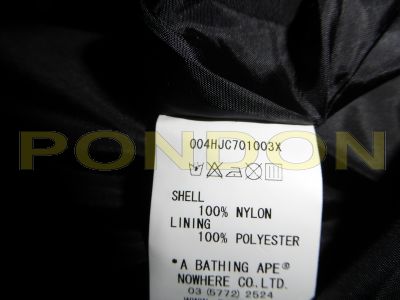 004HJC701003X
SHELL
100% NYLON
LINING
100% POLYESTER
*A BATHING APE®
NOWHERE CO.LTD.
03 (5772) 2524
PONDON